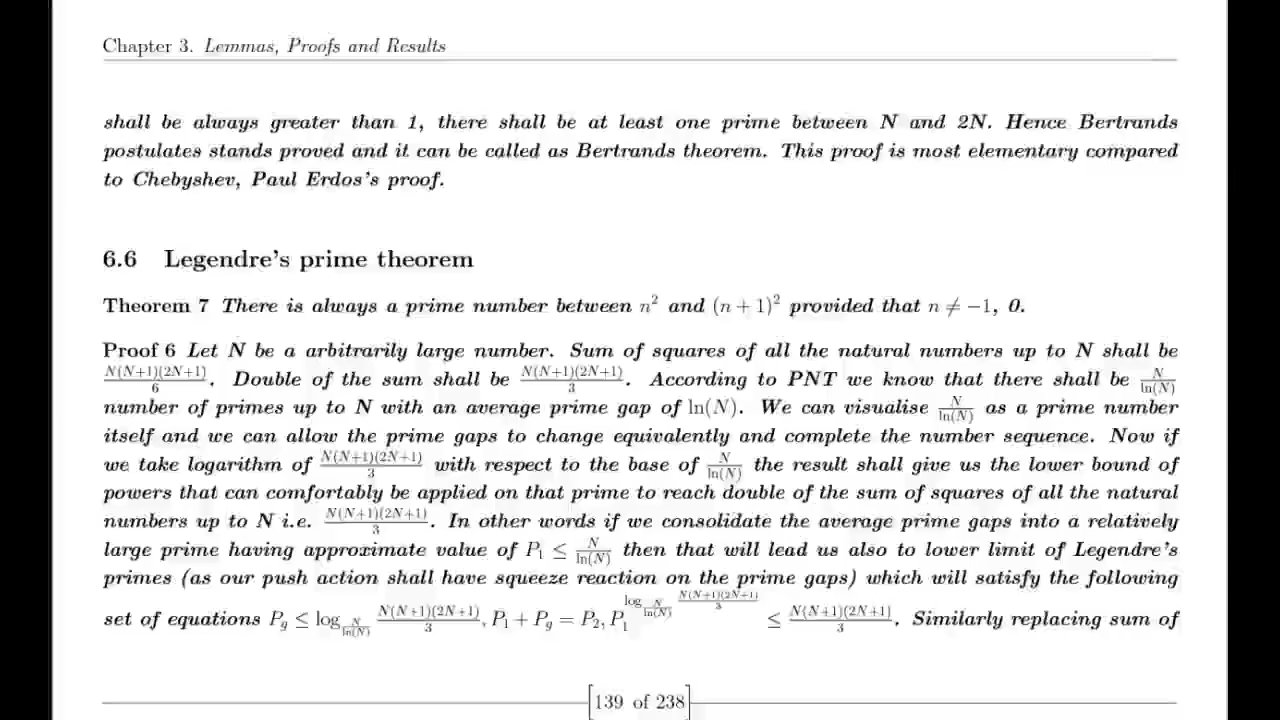 Chapter 3. Lemmas, Proofs and Results
shall be always greater than 1, there shall be at least one prime between N and 2N. Hence Bertrands
postulates stands proved and it can be called as Bertrands theorem. This proof is most elementary compared
to Chebyshev, Paul Erdos's proof.
6.6 Legendre's prime theorem
Theorem 7 There is always a prime number between n² and (n + 1)² provided that n ≠ −1, 0.
Proof 6 Let N be a arbitrarily large number. Sum of squares of all the natural numbers up to N shall be
N(N+1)(2N+1)/6. Double of the sum shall be N(N+1)(2N+1)/3. According to PNT we know that there shall be N/ln(N)
number of primes up to N with an average prime gap of ln(N). We can visualise N/ln(N) as a prime number
itself and we can allow the prime gaps to change equivalently and complete the number sequence. Now if
we take logarithm of N(N+1)(2N+1)/3 with respect to the base of N/ln(N) the result shall give us the lower bound of
powers that can comfortably be applied on that prime to reach double of the sum of squares of all the natural
numbers up to N i.e. N(N+1)(2N+1)/3. In other words if we consolidate the average prime gaps into a relatively
large prime having approximate value of P₁ ≤ N/ln(N) then that will lead us also to lower limit of Legendre's
primes (as our push action shall have squeeze reaction on the prime gaps) which will satisfy the following
set of equations P_g ≤ log_{N/ln(N)} N(N+1)(2N+1)/3, P₁ + P_g = P₂, P₁^{log_{N/ln(N)} N(N+1)(2N+1)/3} ≤ N(N+1)(2N+1)/3. Similarly replacing sum of
139 of 238